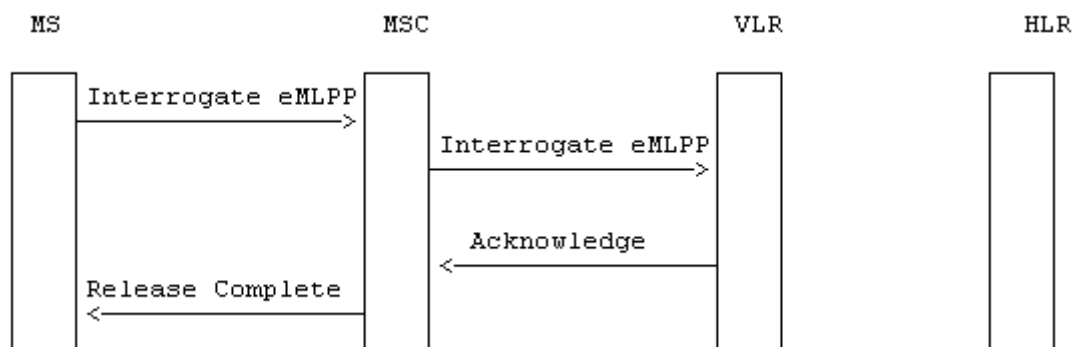 MS MSC VLR HLR
Interrogate eMLPP
Interrogate eMLPP
Acknowledge
Release Complete